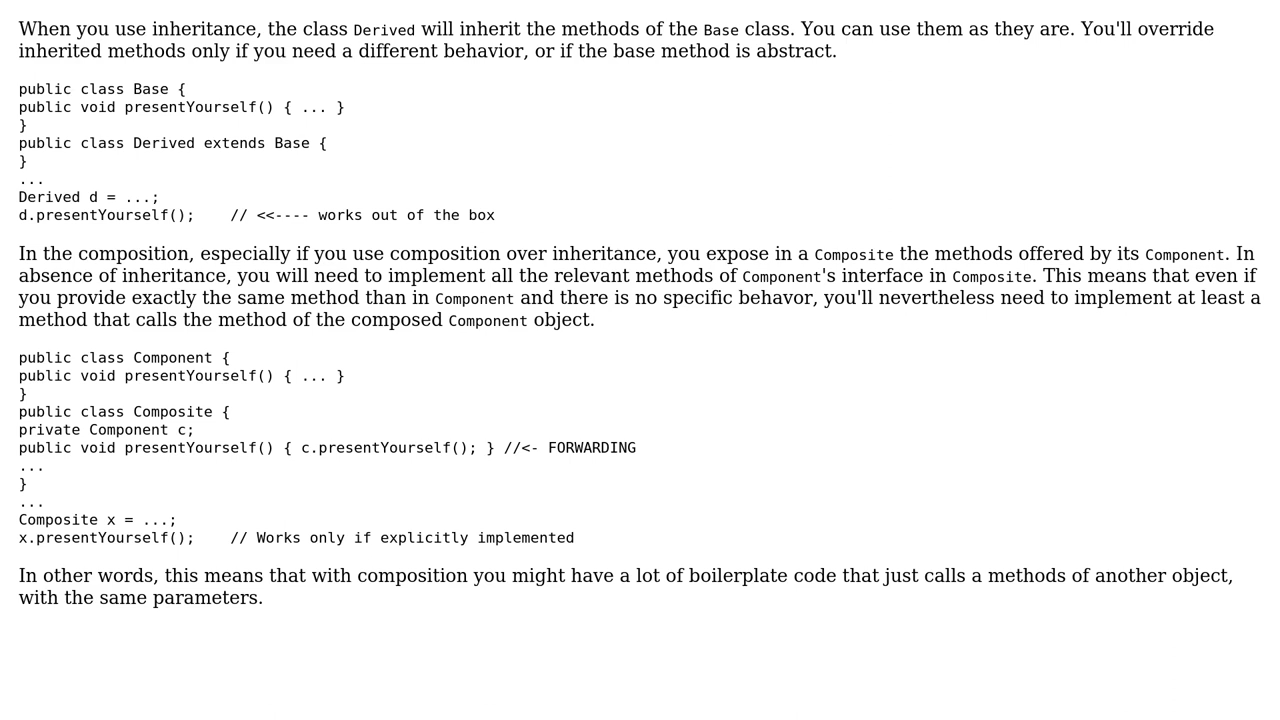 When you use inheritance, the class Derived will inherit the methods of the Base class. You can use them as they are. You'll override
inherited methods only if you need a different behavior, or if the base method is abstract.
public class Base {
public void presentYourself() { ... }
}
public class Derived extends Base {
}
...
Derived d = ...;
d.presentYourself();    // <<---- works out of the box
In the composition, especially if you use composition over inheritance, you expose in a Composite the methods offered by its Component. In
absence of inheritance, you will need to implement all the relevant methods of Component's interface in Composite. This means that even if
you provide exactly the same method than in Component and there is no specific behavor, you'll nevertheless need to implement at least a
method that calls the method of the composed Component object.
public class Component {
public void presentYourself() { ... }
}
public class Composite {
private Component c;
public void presentYourself() { c.presentYourself(); } //<- FORWARDING
...
}
...
Composite x = ...;
x.presentYourself();    // Works only if explicitly implemented
In other words, this means that with composition you might have a lot of boilerplate code that just calls a methods of another object,
with the same parameters.